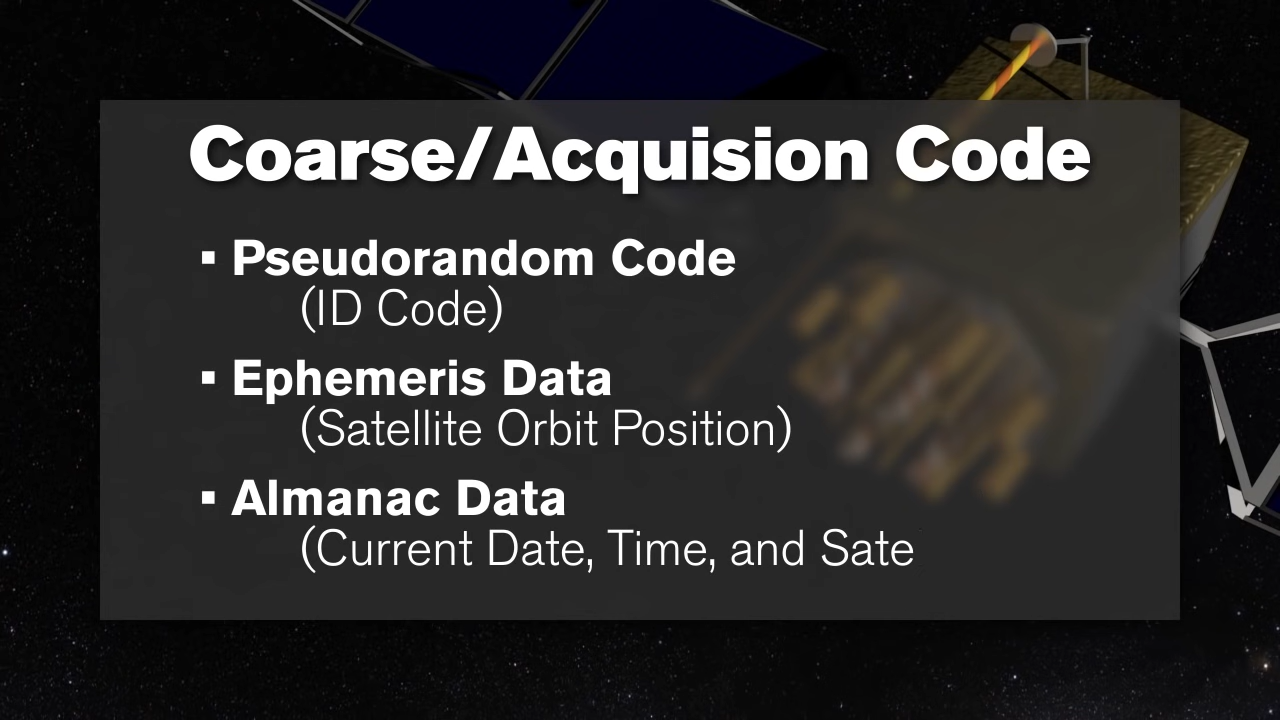 Coarse/Acquision Code
▪ Pseudorandom Code
(ID Code)
▪ Ephemeris Data
(Satellite Orbit Position)
▪ Almanac Data
(Current Date, Time, and Sate